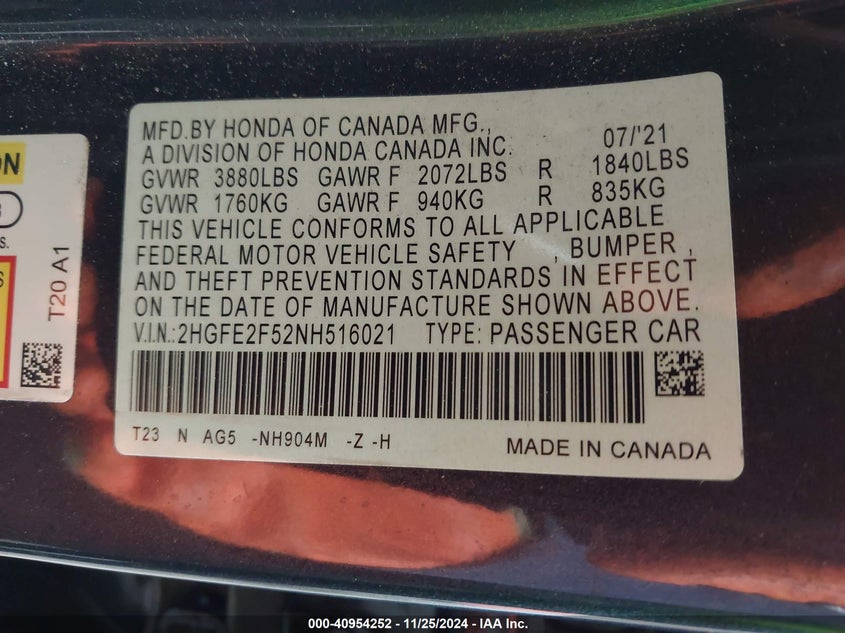 MFD.BY HONDA OF CANADA MFG.,
A DIVISION OF HONDA CANADA INC. 07/'21
GVWR 3880LBS GAWR F 2072LBS R 1840LBS
GVWR 1760KG GAWR F 940KG R 835KG
THIS VEHICLE CONFORMS TO ALL APPLICABLE
FEDERAL MOTOR VEHICLE SAFETY , BUMPER ,
AND THEFT PREVENTION STANDARDS IN EFFECT
ON THE DATE OF MANUFACTURE SHOWN ABOVE.
V.I.N.:2HGFE2F52NH516021 TYPE: PASSENGER CAR
T23 N AG5 -NH904M -Z -H
MADE IN CANADA
T20 A1
000-40954252 - 11/25/2024 - IAA Inc.